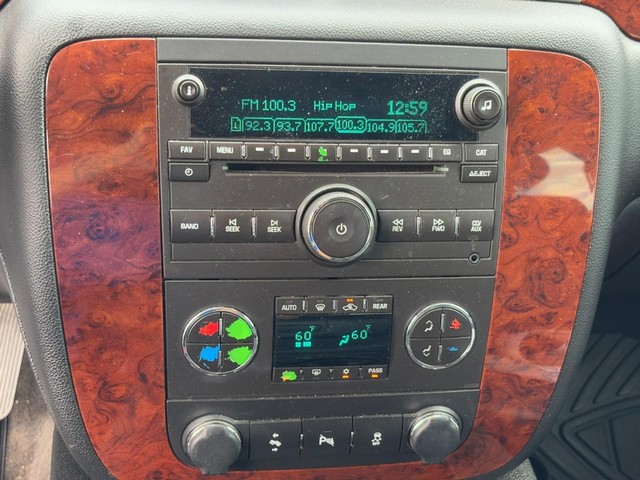 FM 100.3 Hip Hop 12:59
1 92.3 93.7 107.7 100.3 104.9 105.7
FAV MENU EQ CAT
EJECT
BAND SEEK SEEK REV FWD CD/AUX
AUTO REAR
60°F 60°F
PASS